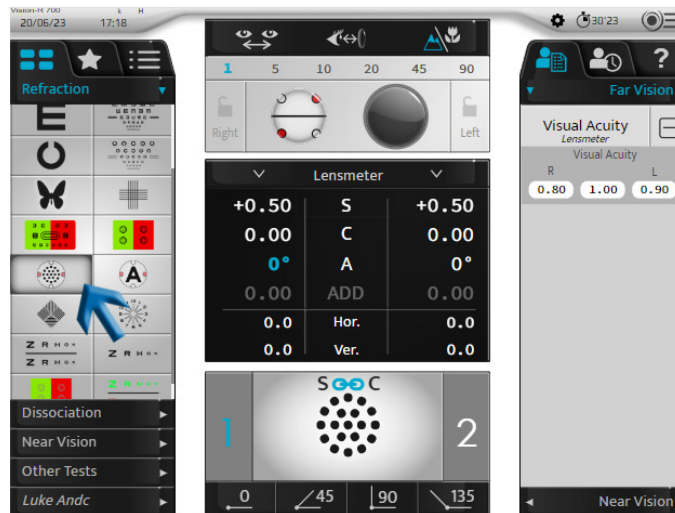 Vision-R 700
20/06/23 17:18
Refraction
E
A
Z R H O
Z R H O
Z R H O
Dissociation
Near Vision
Other Tests
Luke Andc
1 5 10 20 45 90
Right
Left
Lensmeter
+0.50 S +0.50
0.00 C 0.00
0° A 0°
0.00 ADD 0.00
0.0 Hor. 0.0
0.0 Ver. 0.0
S C
1 2
0 45 90 135
30'23
?
Far Vision
Visual Acuity
Lensmeter
Visual Acuity
R L
0.80 1.00 0.90
Near Vision